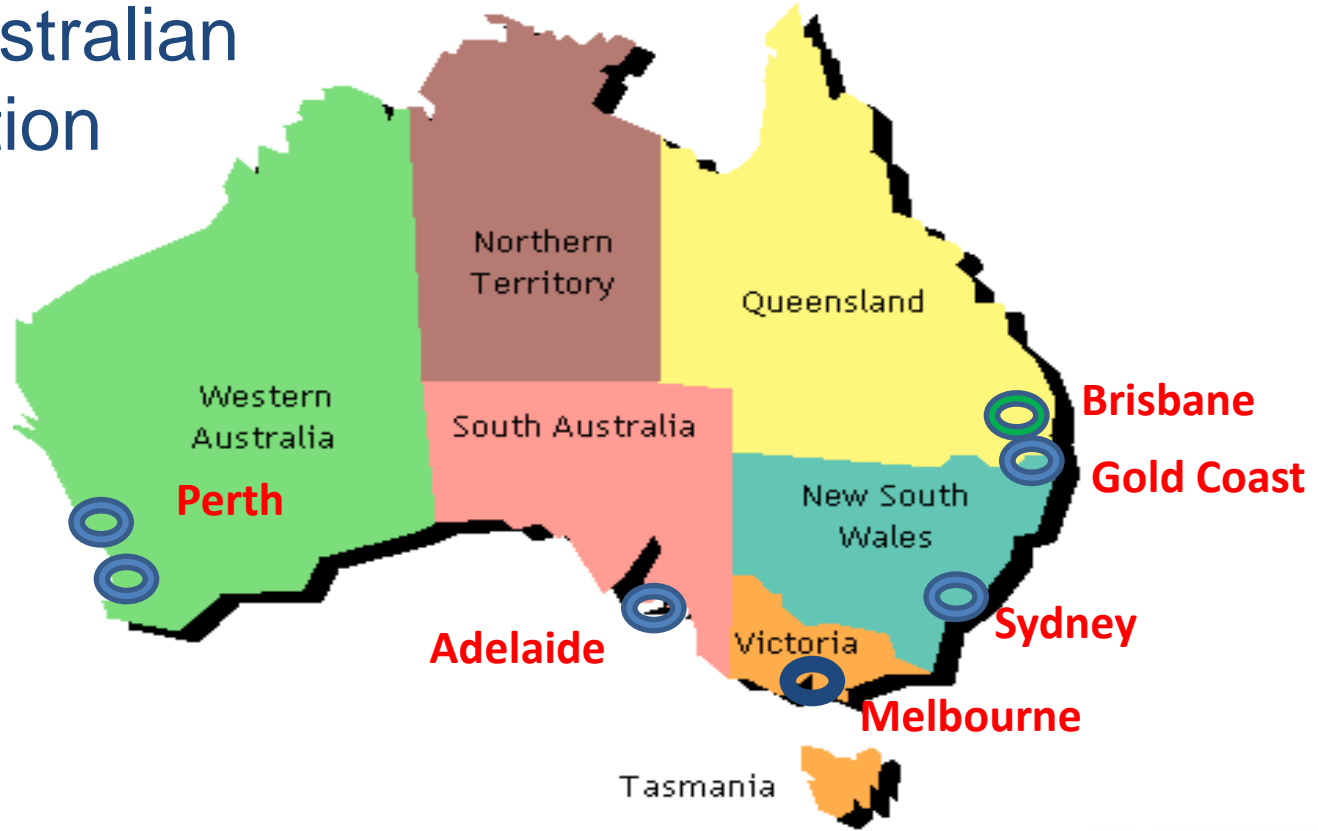 stralian
tion
Northern
Territory
Queensland
Western
Australia
South Australia
Brisbane
Gold Coast
New South
Wales
Perth
Adelaide
Victoria
Sydney
Melbourne
Tasmania